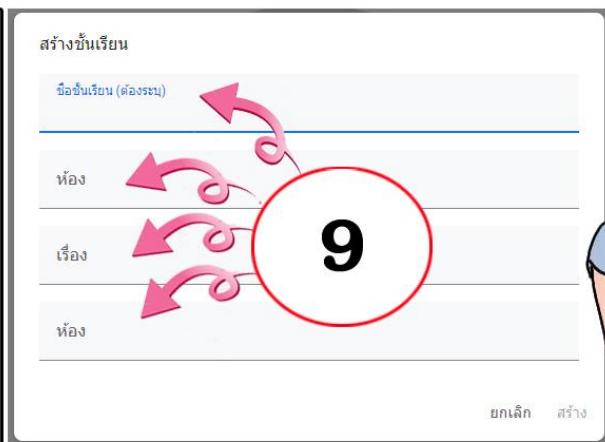 สร้างชั้นเรียน
ชื่อชั้นเรียน (ต้องระบุ)
ห้อง
9
เรื่อง
ห้อง
ยกเลิก สร้าง